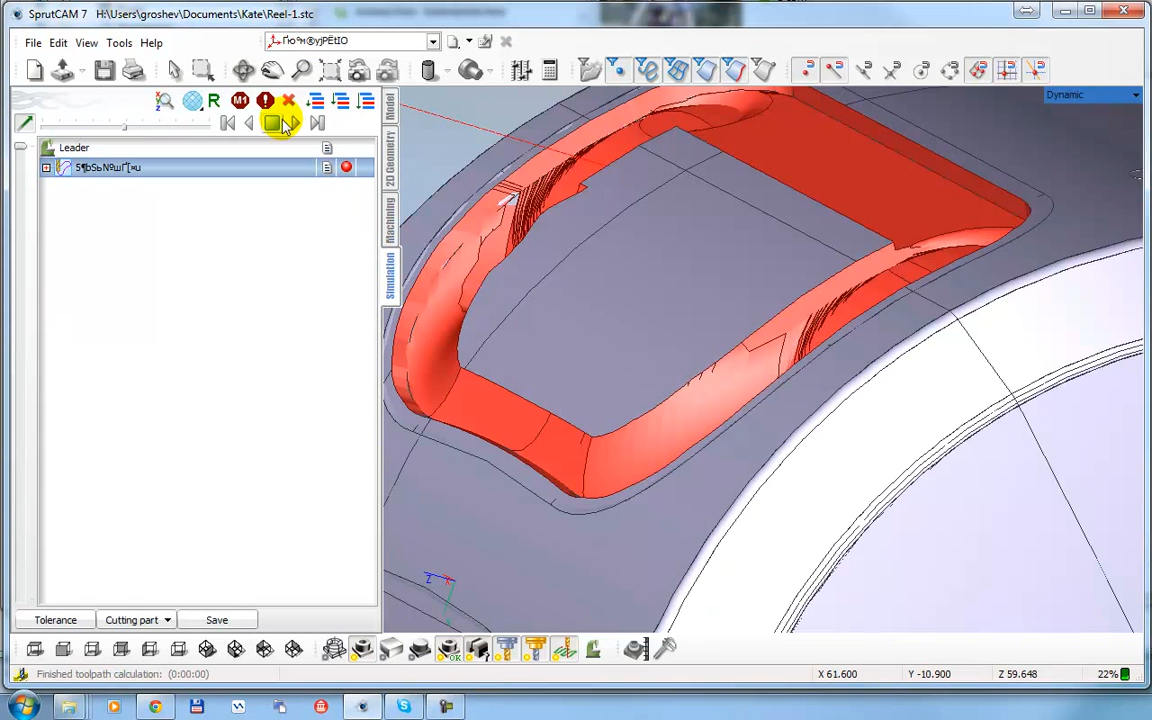 SprutCAM 7 H:\Users\groshev\Documents\Kate\Reel-1.stc
File Edit View Tools Help
R M1
Dynamic
Leader
Model
2D Geometry
Machining
Simulation
Z X
Tolerance Cutting part Save
OK
Finished toolpath calculation: (0:00:00) X 61.600 Y -10.900 Z 59.648 22%